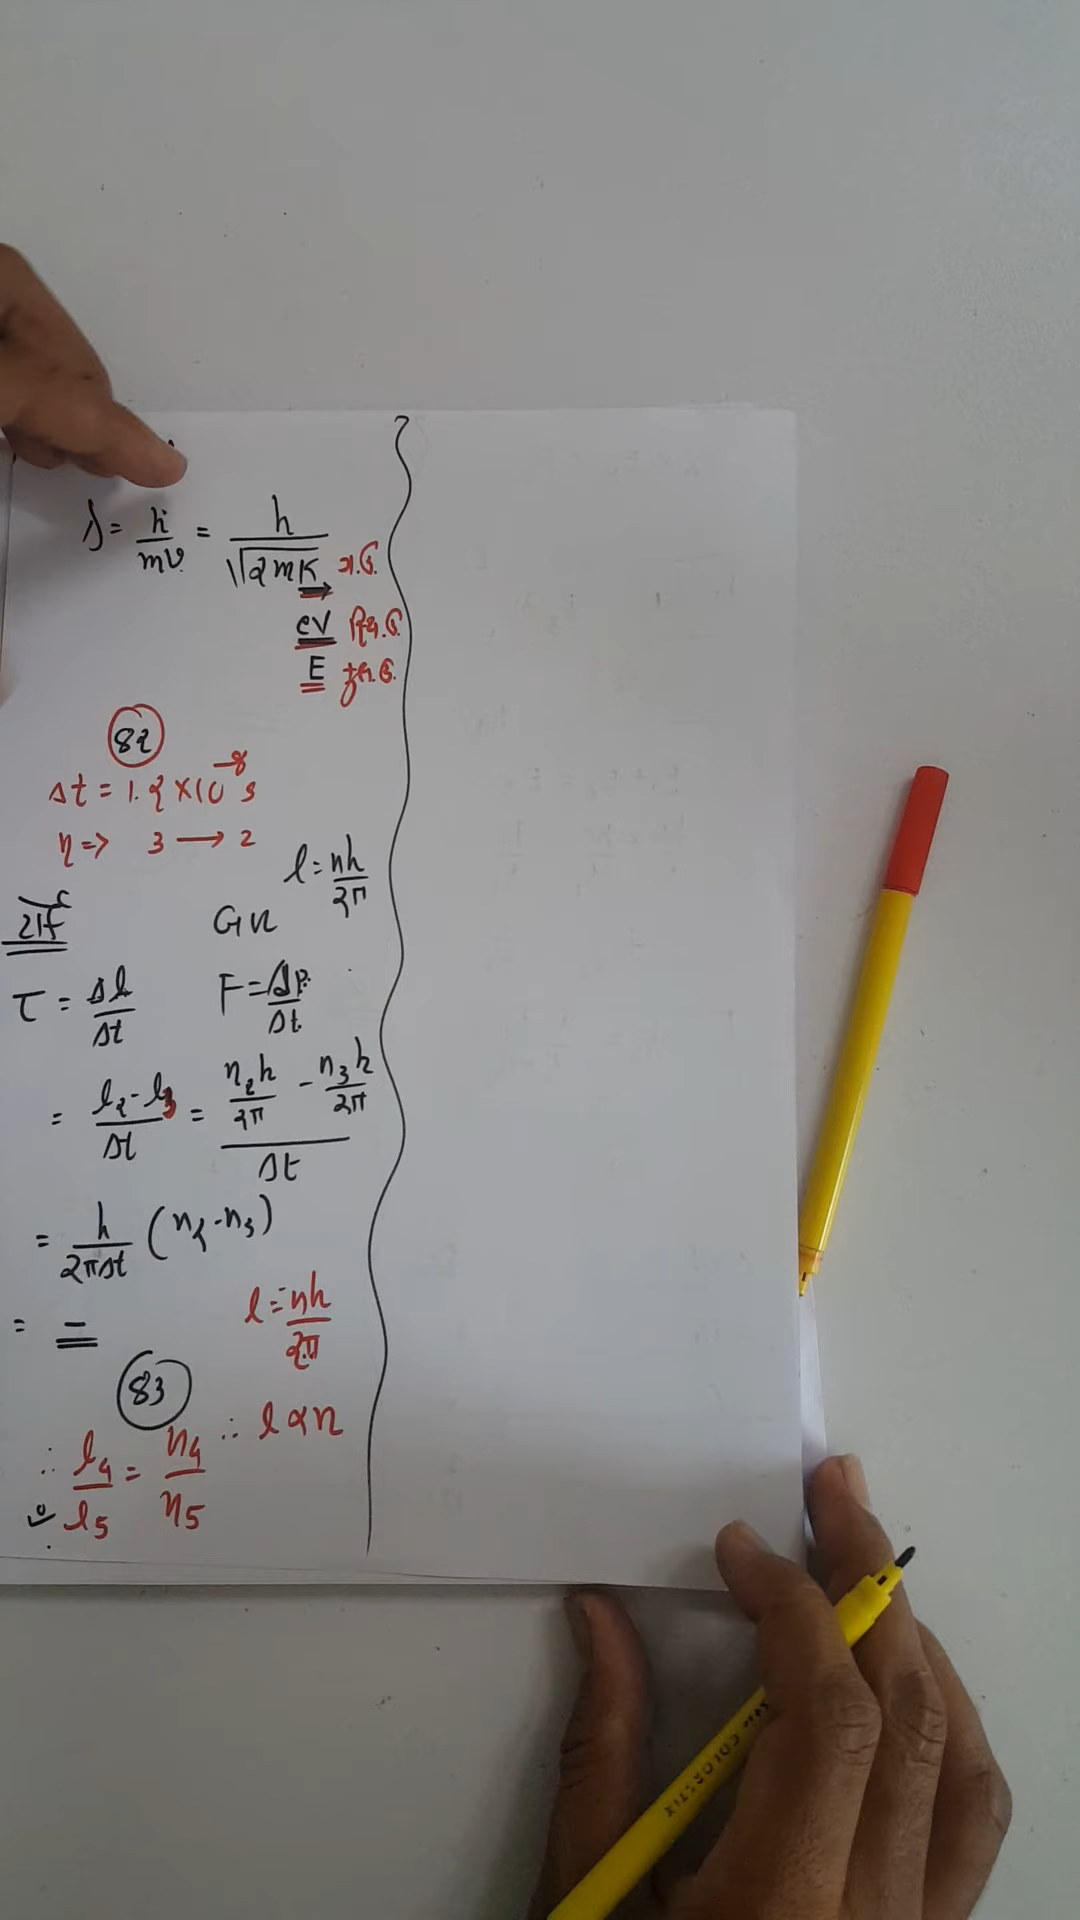 λ = h/mv = h/√2mK
eV
E
82
Δt = 1.2 × 10⁻⁸ s
n => 3 → 2
l = nh/2π
τ = Δl/Δt F = Δp/Δt
= (l₂ - l₃)/Δt = (n₂h/2π - n₃h/2π)/Δt
= h/2πΔt (n₂ - n₃)
= =
l = nh/2π
83
∴ l ∝ n
∴ l₄/l₅ = n₄/n₅